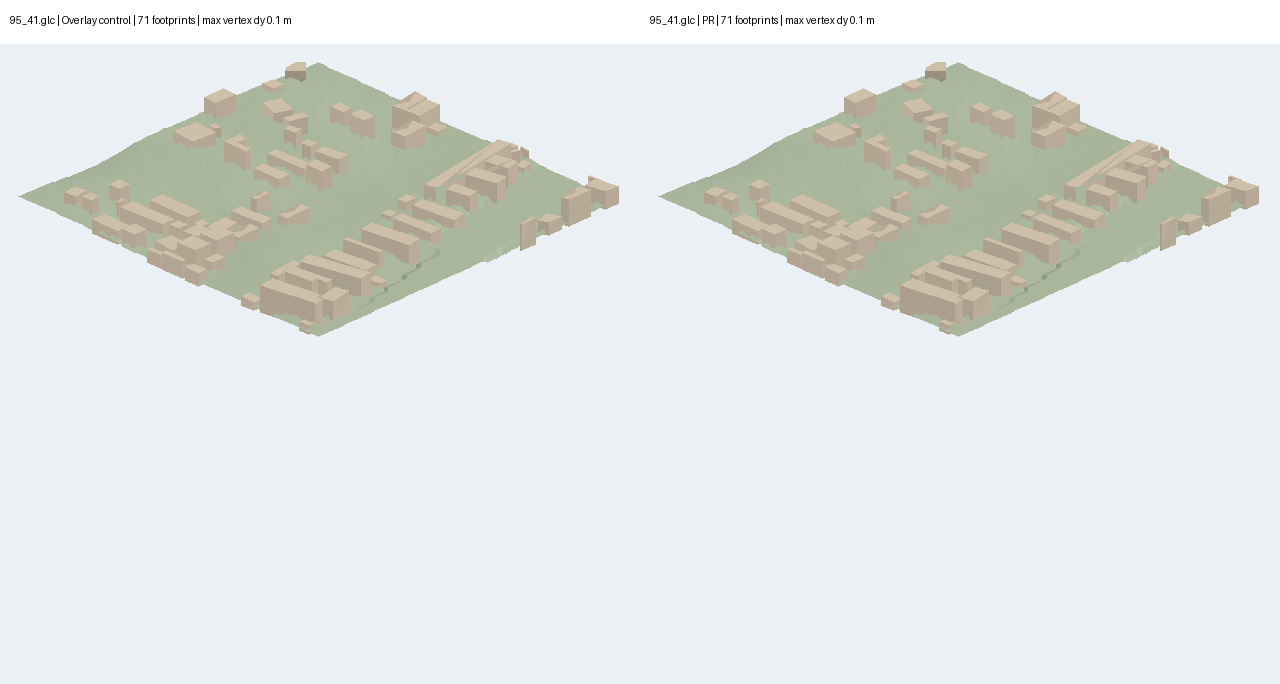 95_41.glc | Overlay control | 71 footprints | max vertex dy 0.1 m
95_41.glc | PR | 71 footprints | max vertex dy 0.1 m